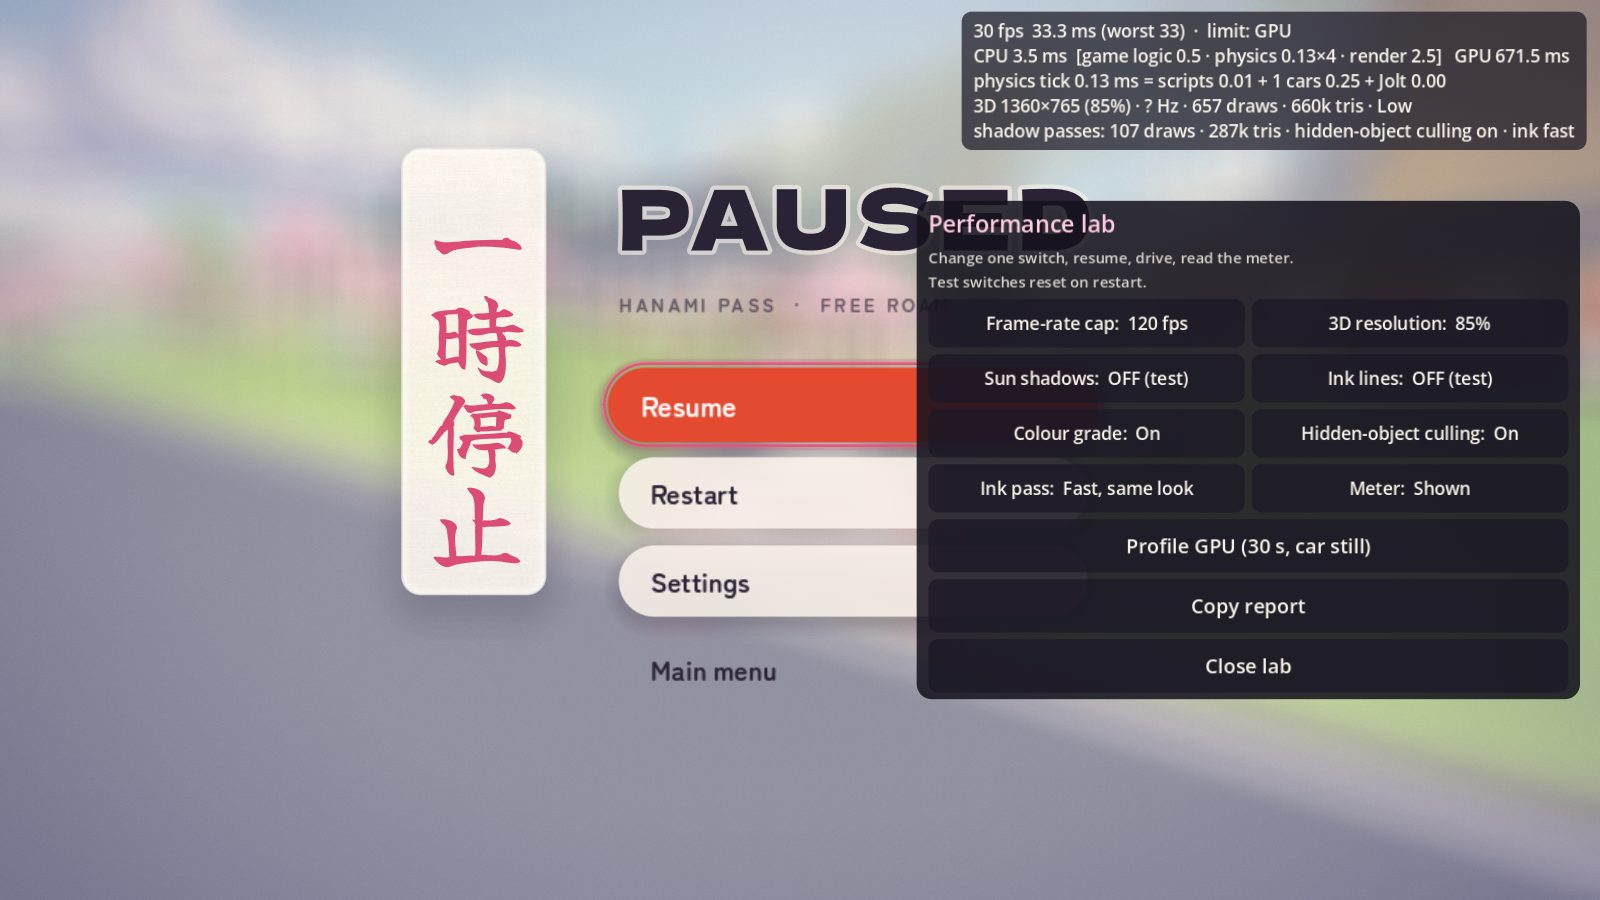 30 fps  33.3 ms (worst 33)  ·  limit: GPU
CPU 3.5 ms  [game logic 0.5 · physics 0.13×4 · render 2.5]   GPU 671.5 ms
physics tick 0.13 ms = scripts 0.01 + 1 cars 0.25 + Jolt 0.00
3D 1360×765 (85%) · ? Hz · 657 draws · 660k tris · Low
shadow passes: 107 draws · 287k tris · hidden-object culling on · ink fast
一時停止
PAUSED
HANAMI PASS  ·  FREE ROAM
Resume
Restart
Settings
Main menu
Performance lab
Change one switch, resume, drive, read the meter.
Test switches reset on restart.
Frame-rate cap:  120 fps
3D resolution:  85%
Sun shadows:  OFF (test)
Ink lines:  OFF (test)
Colour grade:  On
Hidden-object culling:  On
Ink pass:  Fast, same look
Meter:  Shown
Profile GPU (30 s, car still)
Copy report
Close lab